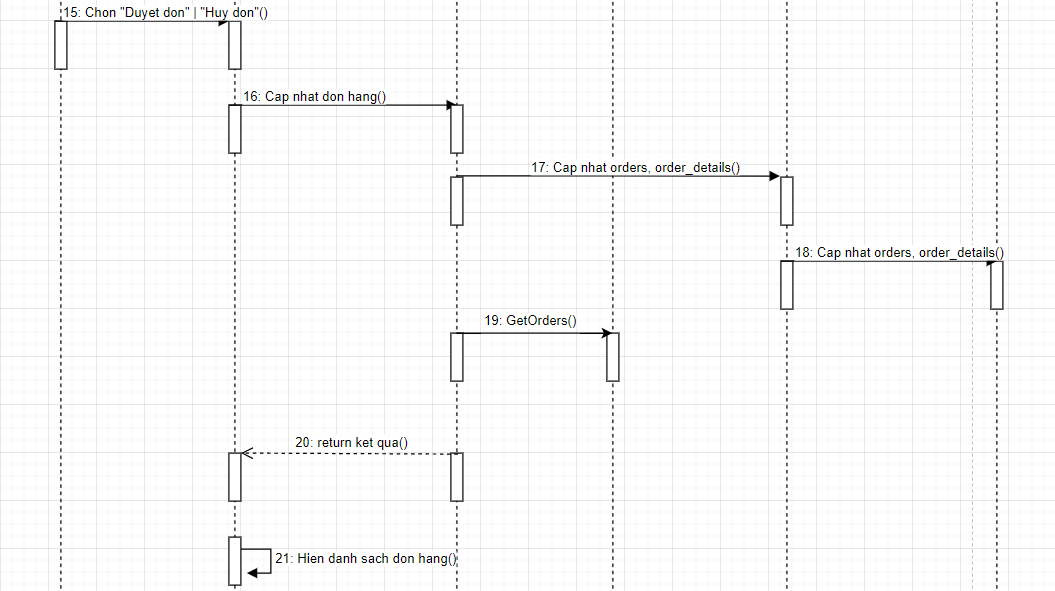 15: Chon "Duyet don" | "Huy don"()
16: Cap nhat don hang()
17: Cap nhat orders, order_details()
18: Cap nhat orders, order_details()
19: GetOrders()
20: return ket qua()
21: Hien danh sach don hang()